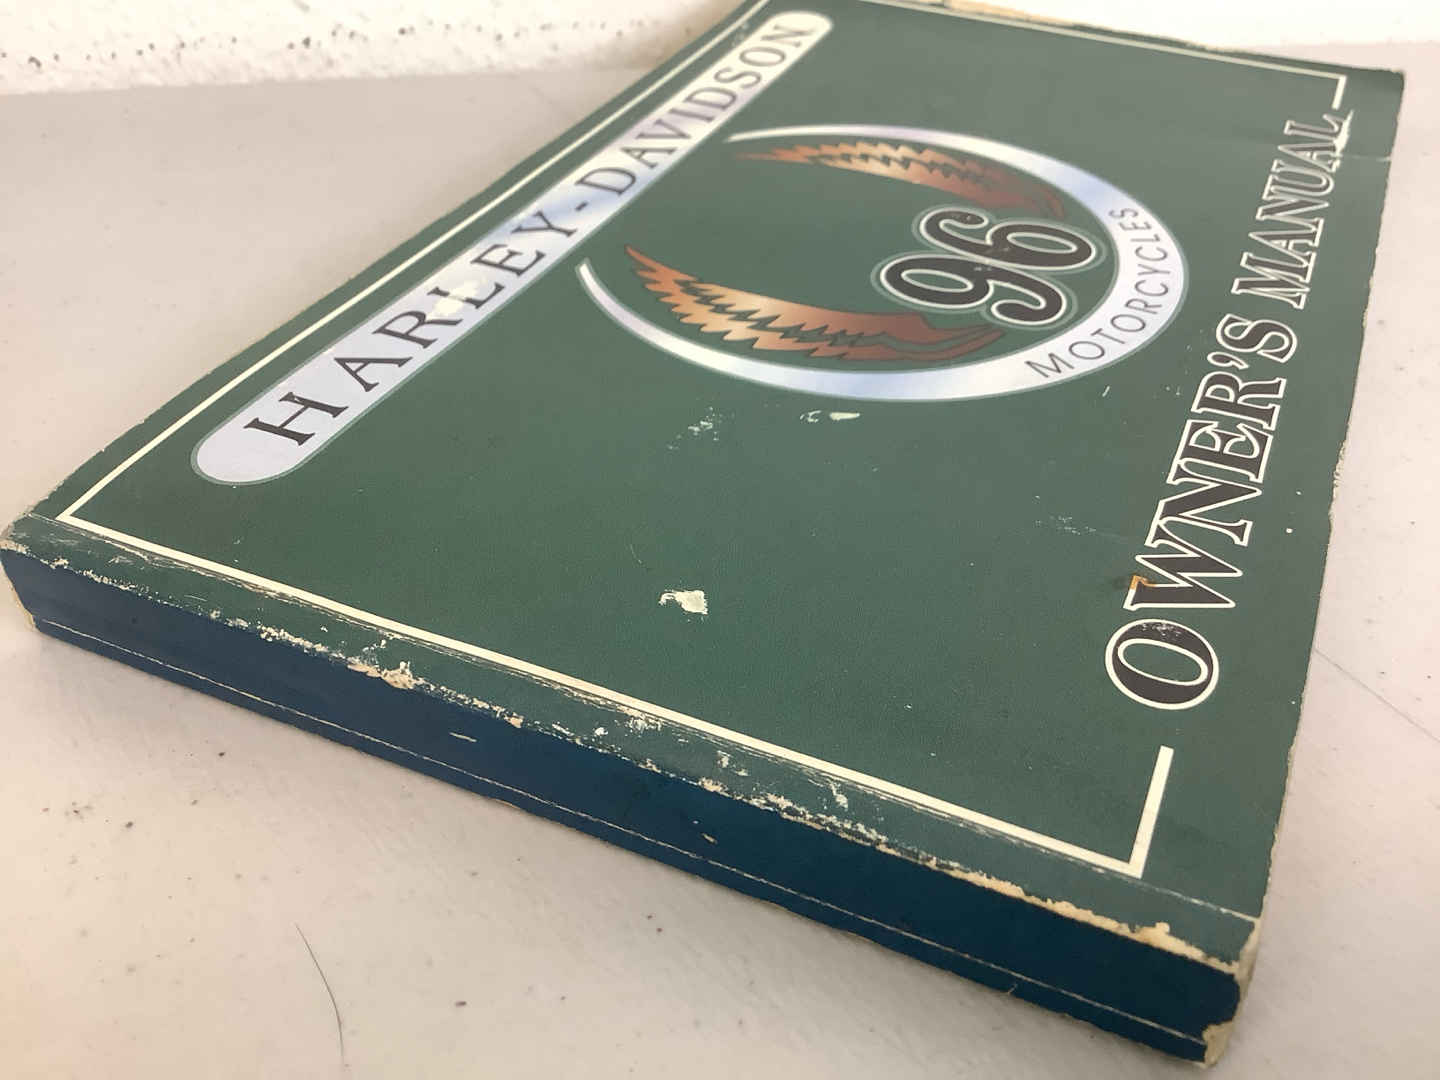 HARLEY-DAVIDSON
96
MOTORCYCLES
OWNER'S MANUAL